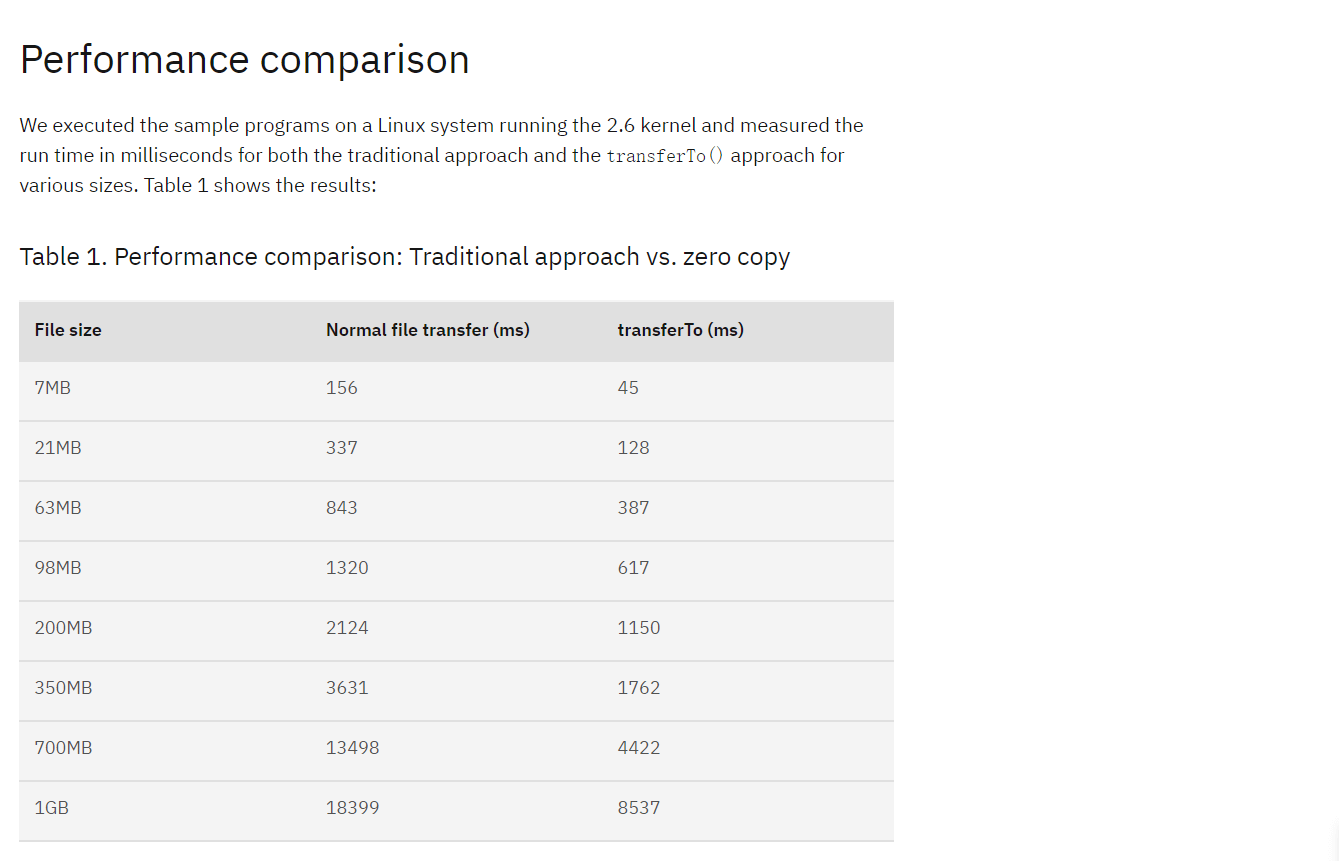 Performance comparison
We executed the sample programs on a Linux system running the 2.6 kernel and measured the
run time in milliseconds for both the traditional approach and the transferTo() approach for
various sizes. Table 1 shows the results:
Table 1. Performance comparison: Traditional approach vs. zero copy
File size Normal file transfer (ms) transferTo (ms)
7MB 156 45
21MB 337 128
63MB 843 387
98MB 1320 617
200MB 2124 1150
350MB 3631 1762
700MB 13498 4422
1GB 18399 8537